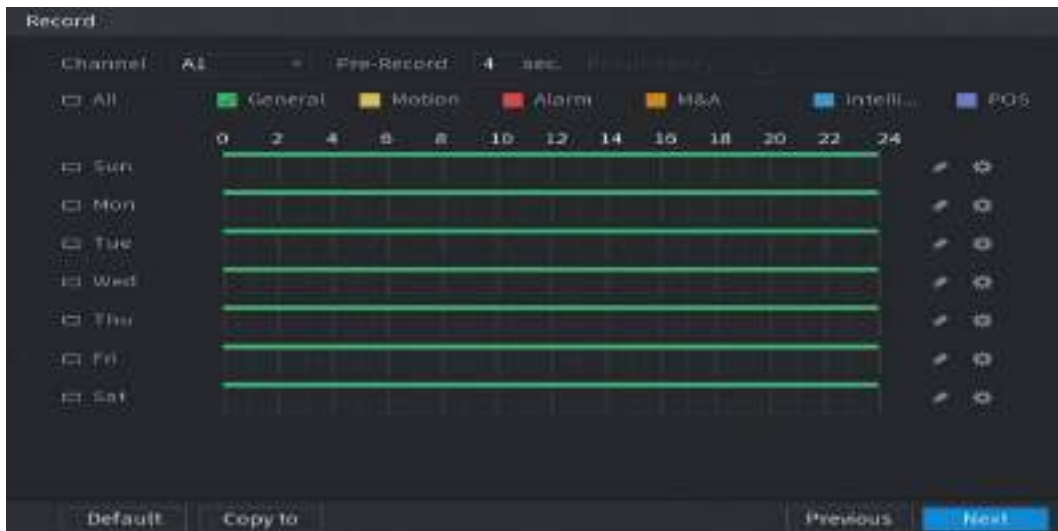 Record
Channel A1 Pre-Record 4 sec.
All General Motion Alarm M&A Intelli... POS
0 2 4 6 8 10 12 14 16 18 20 22 24
Sun
Mon
Tue
Wed
Thu
Fri
Sat
Default Copy to Previous Next